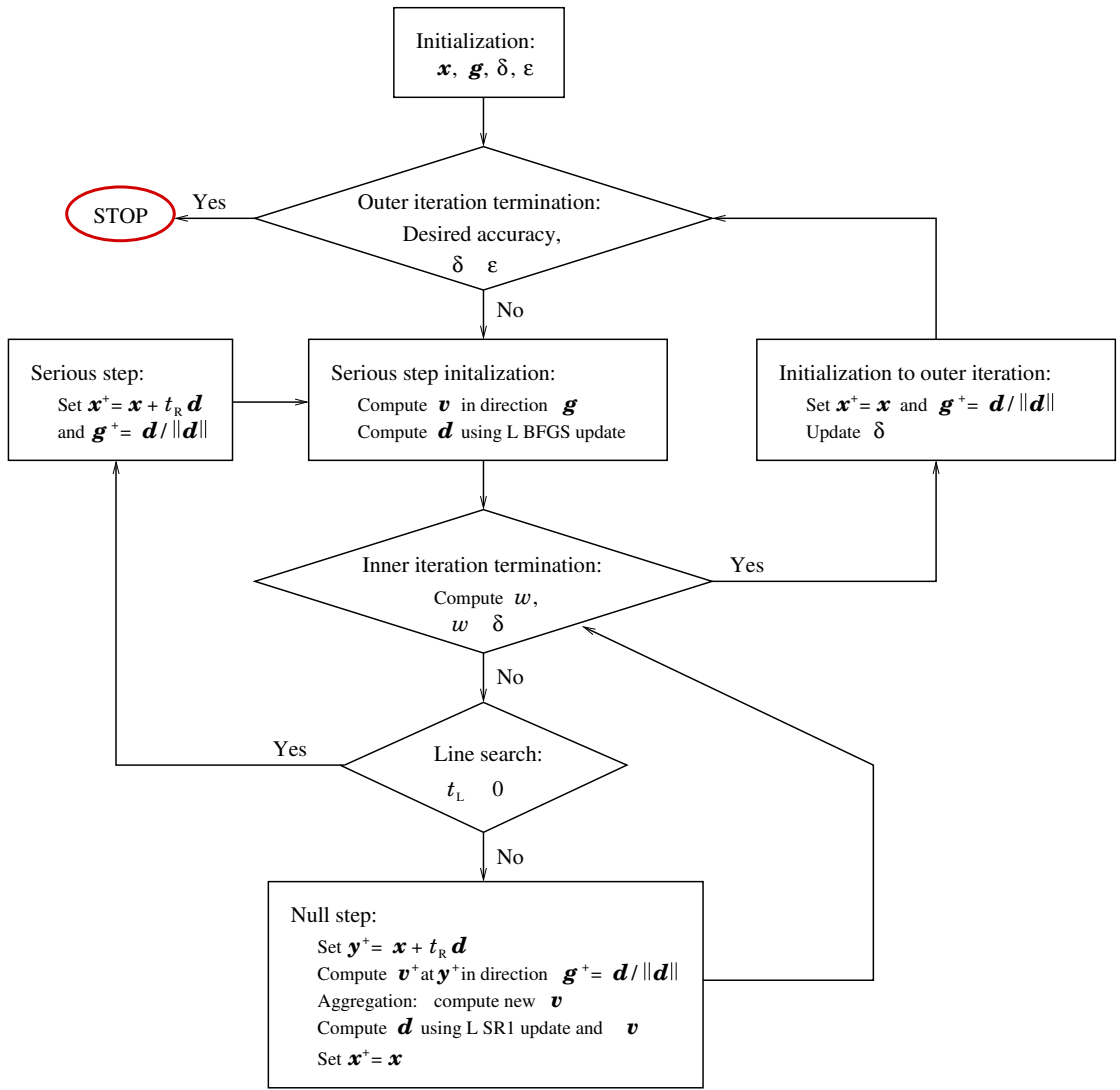 Initialization:
x, g, δ, ε
Yes
STOP
Outer iteration termination:
Desired accuracy,
δ ε
No
Serious step:
Set x⁺= x + t_R d
and g⁺= d / ||d||
Serious step initalization:
Compute v in direction g
Compute d using L BFGS update
Initialization to outer iteration:
Set x⁺= x and g⁺= d / ||d||
Update δ
Inner iteration termination:
Compute w,
w δ
Yes
No
Yes
Line search:
t_L 0
No
Null step:
Set y⁺= x + t_R d
Compute v⁺ at y⁺ in direction g⁺= d / ||d||
Aggregation: compute new v
Compute d using L SR1 update and v
Set x⁺= x